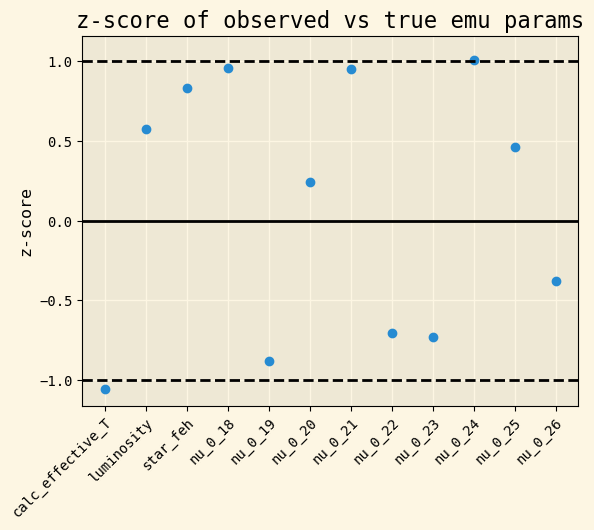 z-score of observed vs true emu params
z-score
1.0
0.5
0.0
−0.5
−1.0
calc_effective_T
luminosity
star_feh
nu_0_18
nu_0_19
nu_0_20
nu_0_21
nu_0_22
nu_0_23
nu_0_24
nu_0_25
nu_0_26